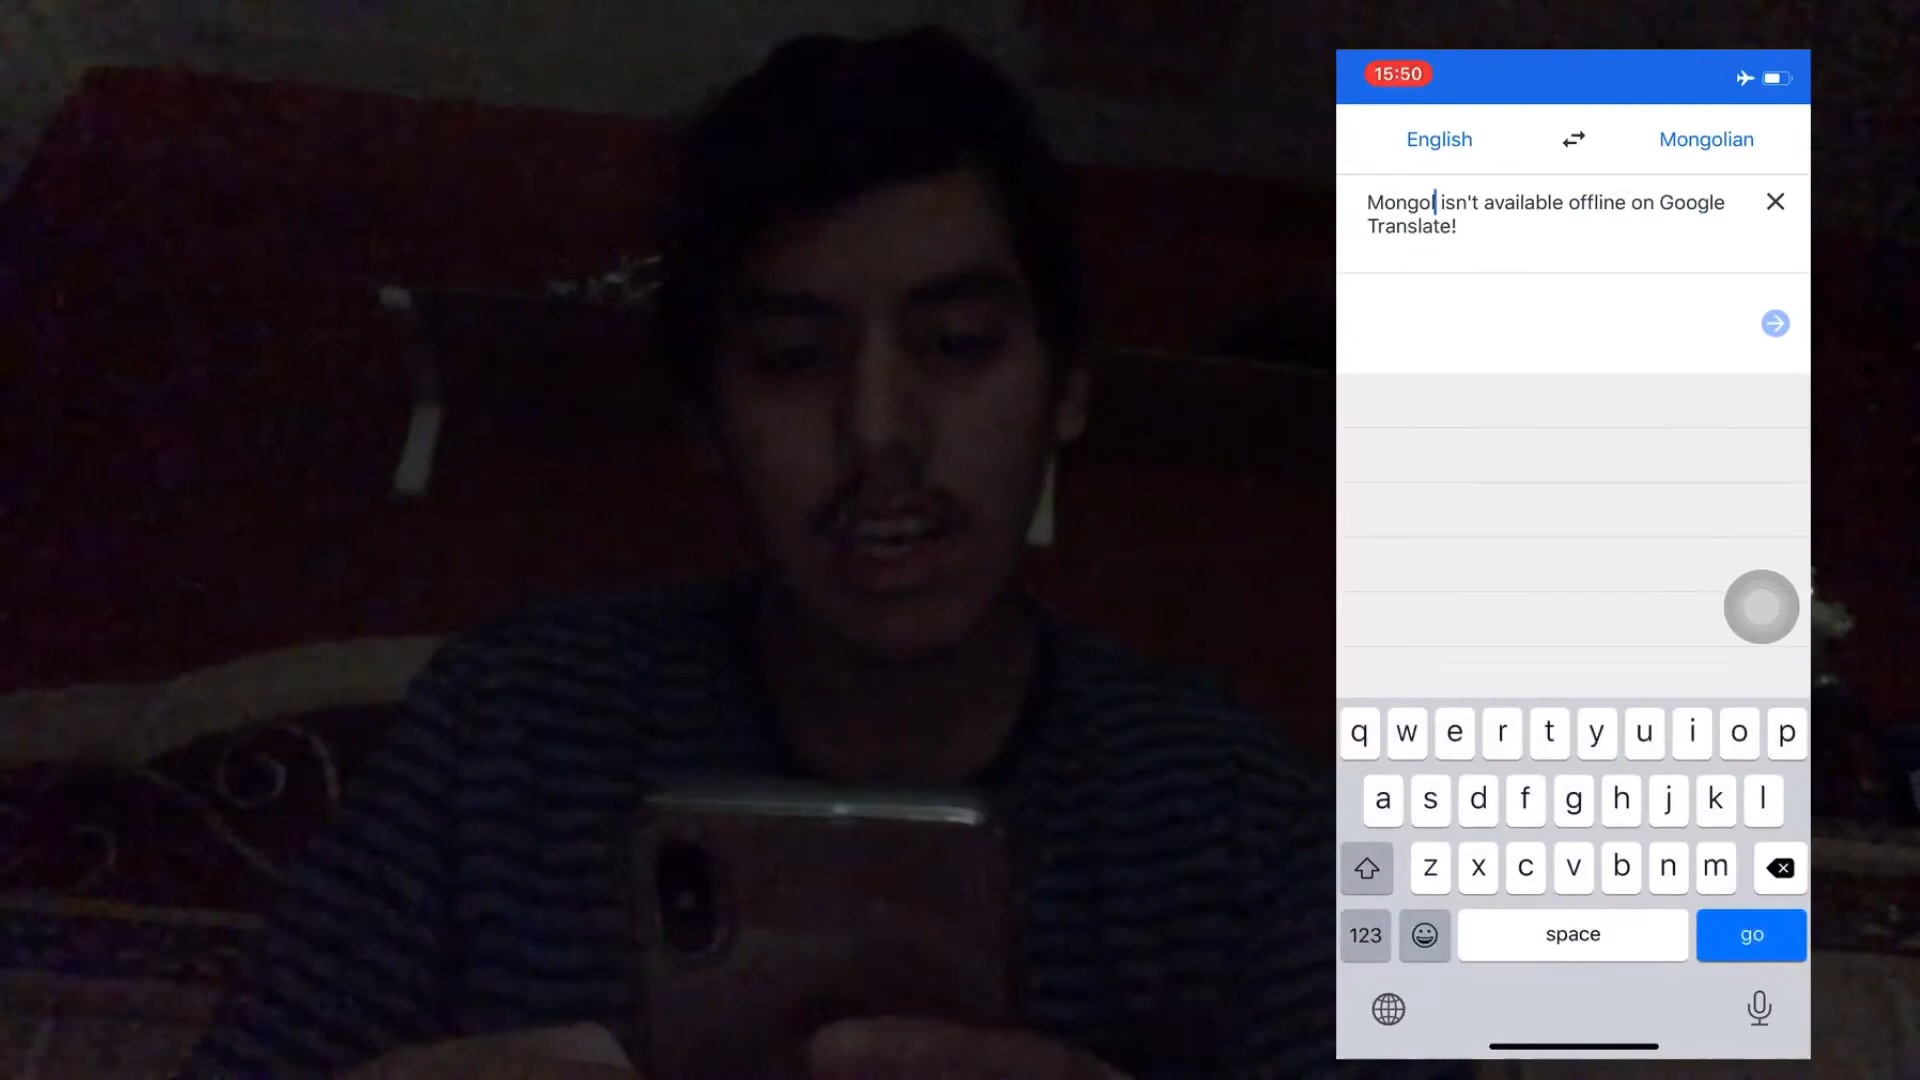 15:50
English
Mongolian
Mongol isn't available offline on Google
Translate!
q w e r t y u i o p
a s d f g h j k l
z x c v b n m
123
space
go